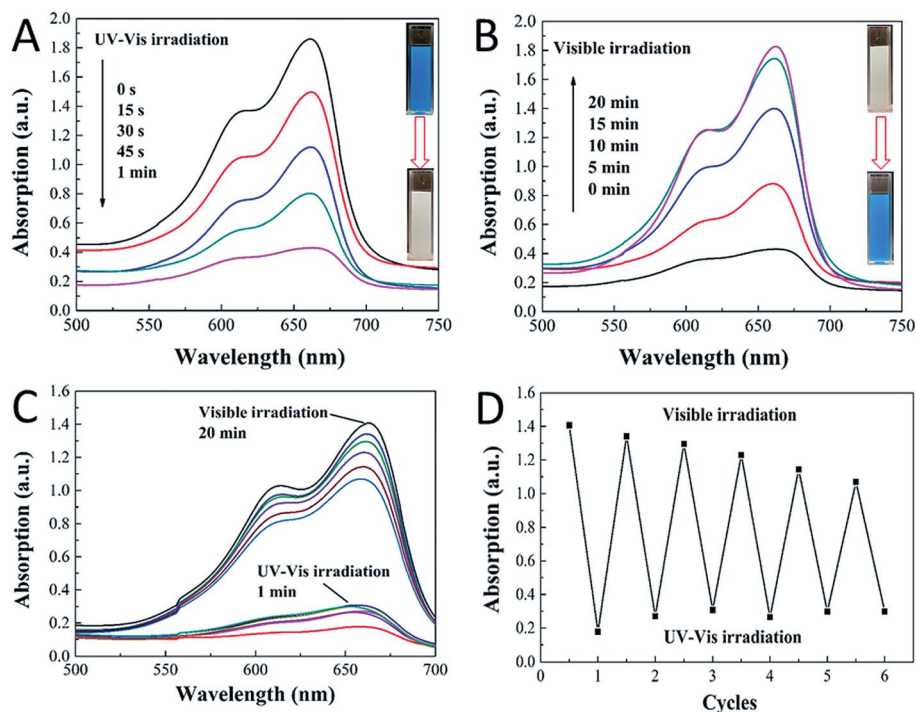 A
UV-Vis irradiation
0 s
15 s
30 s
45 s
1 min
2.0
1.8
1.6
1.4
1.2
1.0
0.8
0.6
0.4
0.2
0.0
Absorption (a.u.)
500 550 600 650 700 750
Wavelength (nm)
B
Visible irradiation
20 min
15 min
10 min
5 min
0 min
2.0
1.8
1.6
1.4
1.2
1.0
0.8
0.6
0.4
0.2
0.0
Absorption (a.u.)
500 550 600 650 700 750
Wavelength (nm)
C
Visible irradiation
20 min
UV-Vis irradiation
1 min
1.6
1.4
1.2
1.0
0.8
0.6
0.4
0.2
0.0
Absorption (a.u.)
500 550 600 650 700
Wavelength (nm)
D
Visible irradiation
UV-Vis irradiation
1.6
1.4
1.2
1.0
0.8
0.6
0.4
0.2
0.0
Absorption (a.u.)
0 1 2 3 4 5 6
Cycles